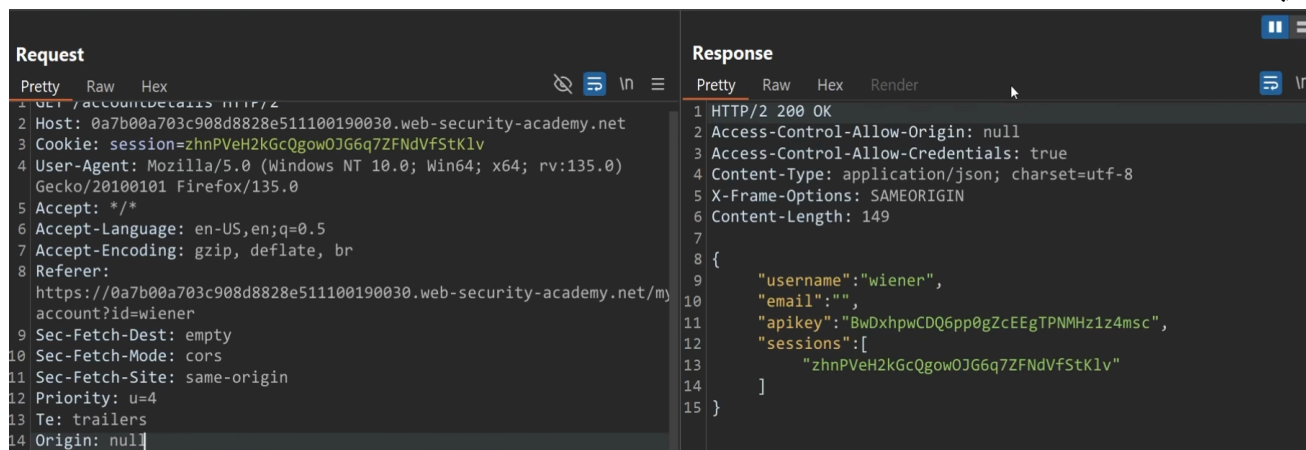 Request
Pretty Raw Hex
\n
1 GET /accountDetails HTTP/2
2 Host: 0a7b00a703c908d8828e511100190030.web-security-academy.net
3 Cookie: session=zhnPVeH2kGcQgowOJG6q7ZFNdVfStKlv
4 User-Agent: Mozilla/5.0 (Windows NT 10.0; Win64; x64; rv:135.0)
Gecko/20100101 Firefox/135.0
5 Accept: */*
6 Accept-Language: en-US,en;q=0.5
7 Accept-Encoding: gzip, deflate, br
8 Referer:
https://0a7b00a703c908d8828e511100190030.web-security-academy.net/my
account?id=wiener
9 Sec-Fetch-Dest: empty
10 Sec-Fetch-Mode: cors
11 Sec-Fetch-Site: same-origin
12 Priority: u=4
13 Te: trailers
14 Origin: null
Response
Pretty Raw Hex Render
1 HTTP/2 200 OK
2 Access-Control-Allow-Origin: null
3 Access-Control-Allow-Credentials: true
4 Content-Type: application/json; charset=utf-8
5 X-Frame-Options: SAMEORIGIN
6 Content-Length: 149
7
8 {
9 "username":"wiener",
10 "email":"",
11 "apikey":"BwDxhpwCDQ6pp0gZcEEgTPNMHz1z4msc",
12 "sessions":[
13 "zhnPVeH2kGcQgowOJG6q7ZFNdVfStKlv"
14 ]
15 }